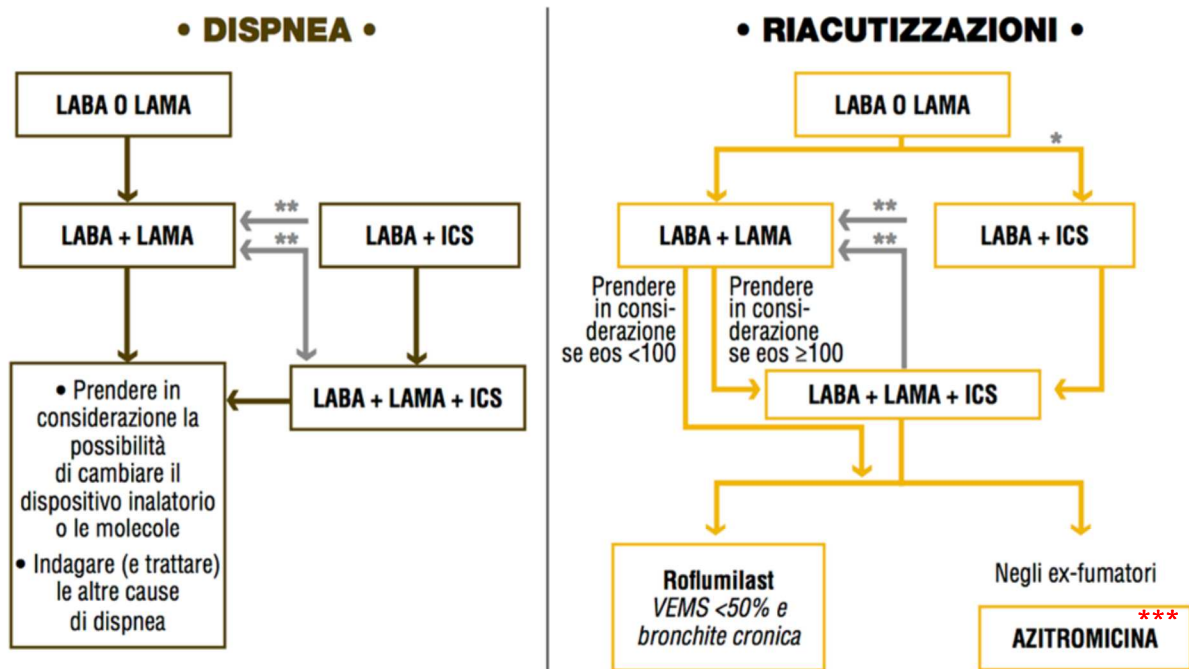 • DISPNEA •
LABA O LAMA
LABA + LAMA
**
**
LABA + ICS
• Prendere in
considerazione la
possibilità
di cambiare il
dispositivo inalatorio
o le molecole
• Indagare (e trattare)
le altre cause
di dispnea
LABA + LAMA + ICS
• RIACUTIZZAZIONI •
LABA O LAMA
*
LABA + LAMA
**
**
LABA + ICS
Prendere
in consi-
derazione
se eos <100
Prendere
in consi-
derazione
se eos ≥100
LABA + LAMA + ICS
Roflumilast
VEMS <50% e
bronchite cronica
Negli ex-fumatori
AZITROMICINA ***